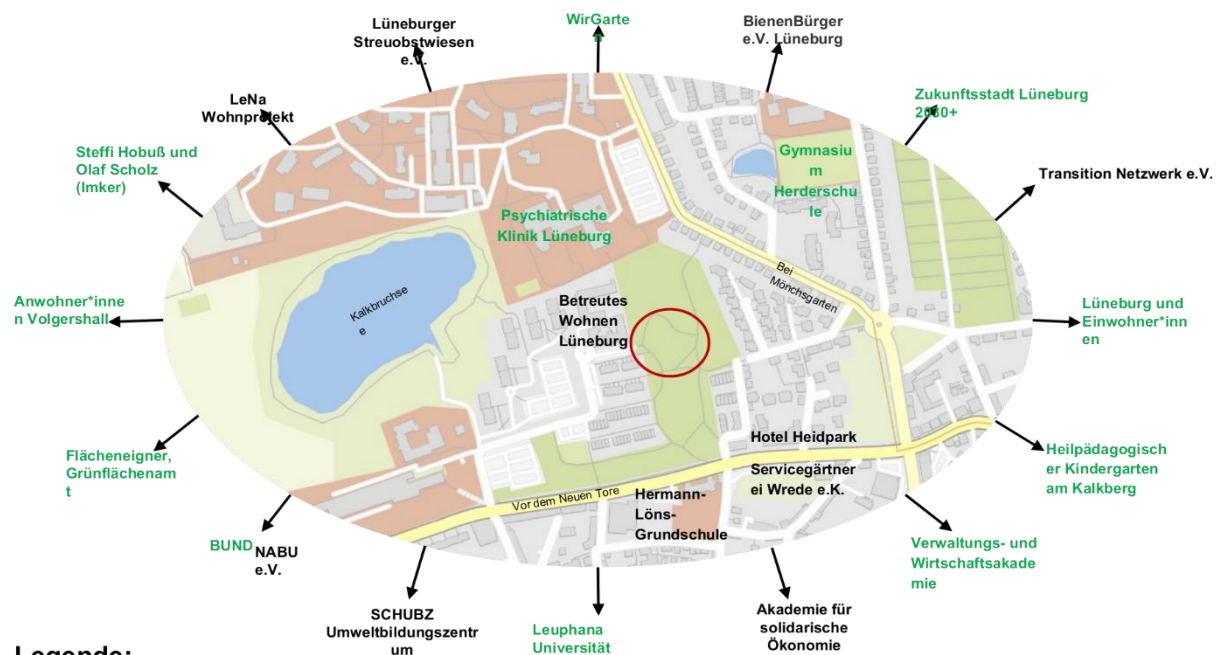 WirGarte
n
BienenBürger
e.V. Lüneburg
Lüneburger
Streuobstwiesen
e.V.
Zukunftsstadt Lüneburg
2030+
LeNa
Wohnprojekt
Steffi Hobuß und
Olaf Scholz
(Imker)
Gymnasiu
m
Herderschu
le
Transition Netzwerk e.V.
Psychiatrische
Klinik Lüneburg
Bei
Mönchsgarten
Kalkbruchse
e
Betreutes
Wohnen
Lüneburg
Anwohner*inne
n Volgershall
Lüneburg und
Einwohner*inn
en
Hotel Heidpark
Servicegärtner
ei Wrede e.K.
Heilpädagogisch
er Kindergarten
am Kalkberg
Flächeneigner,
Grünflächenam
t
Vor dem Neuen Tore
Hermann-
Löns-
Grundschule
BUND
NABU
e.V.
Verwaltungs- und
Wirtschaftsakade
mie
SCHUBZ
Umweltbildungszentr
um
Leuphana
Universität
Akademie für
solidarische
Ökonomie
Legende: